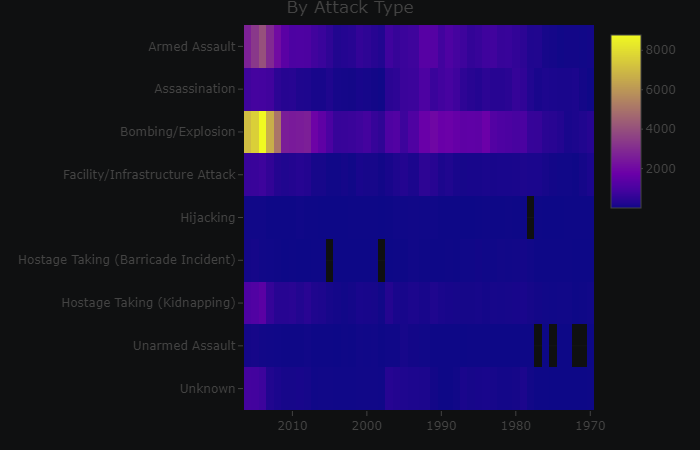 By Attack Type
Armed Assault
Assassination
Bombing/Explosion
Facility/Infrastructure Attack
Hijacking
Hostage Taking (Barricade Incident)
Hostage Taking (Kidnapping)
Unarmed Assault
Unknown
2010 2000 1990 1980 1970
8000
6000
4000
2000